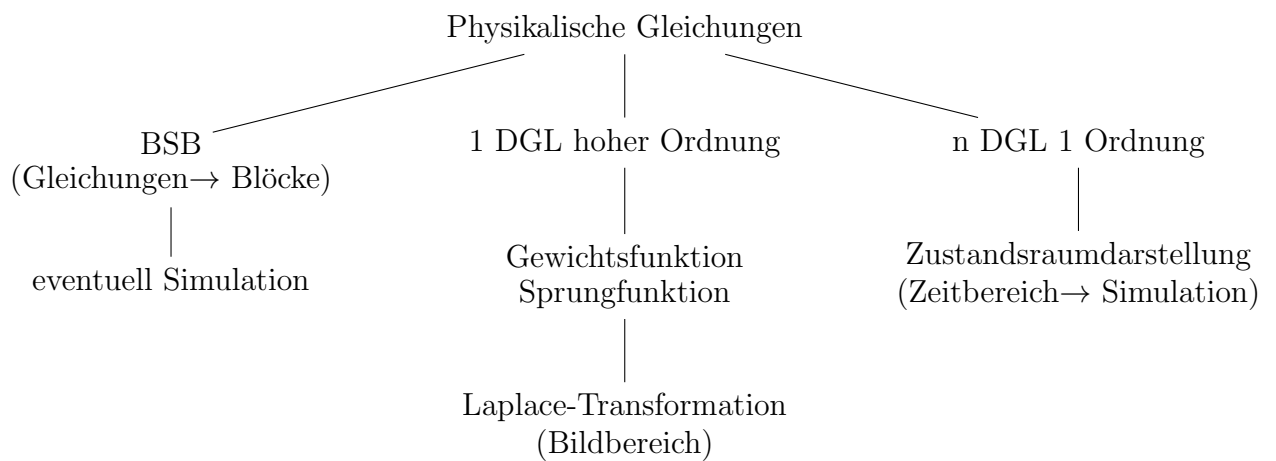 Physikalische Gleichungen
BSB
(Gleichungen→ Blöcke)
eventuell Simulation
1 DGL hoher Ordnung
Gewichtsfunktion
Sprungfunktion
Laplace-Transformation
(Bildbereich)
n DGL 1 Ordnung
Zustandsraumdarstellung
(Zeitbereich→ Simulation)